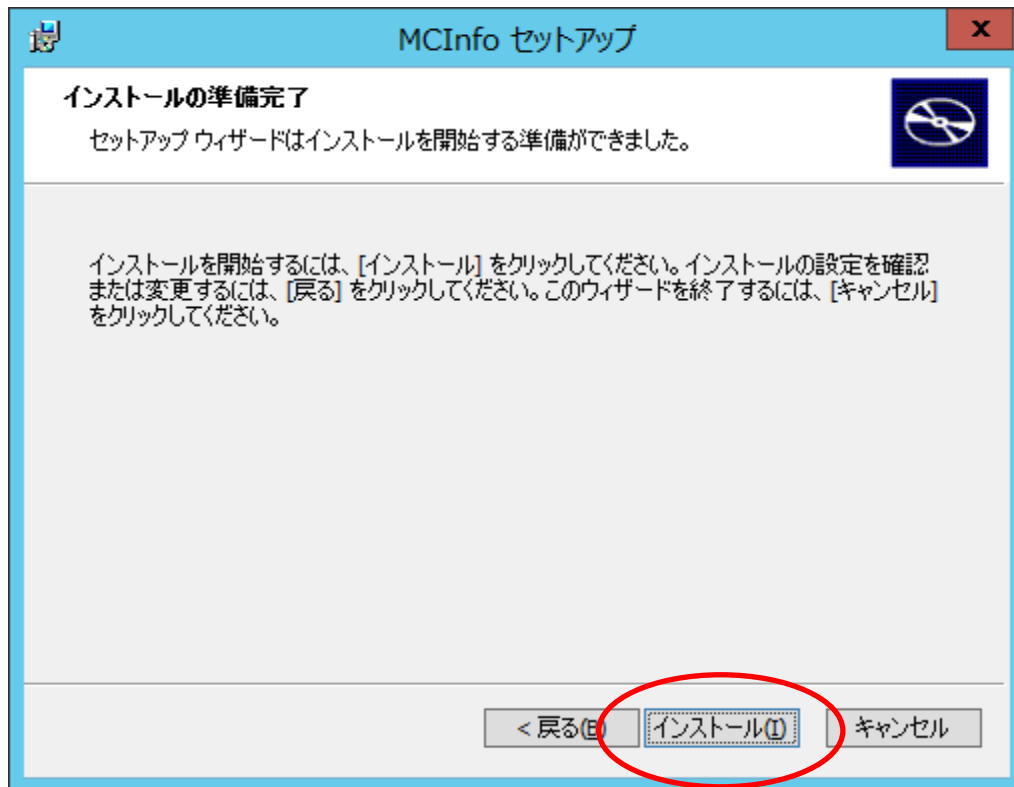 MCInfo セットアップ
x
インストールの準備完了
セットアップ ウィザードはインストールを開始する準備ができました。
インストールを開始するには、[インストール] をクリックしてください。インストールの設定を確認
または変更するには、[戻る] をクリックしてください。このウィザードを終了するには、[キャンセル]
をクリックしてください。
< 戻る(B) インストール(I) キャンセル